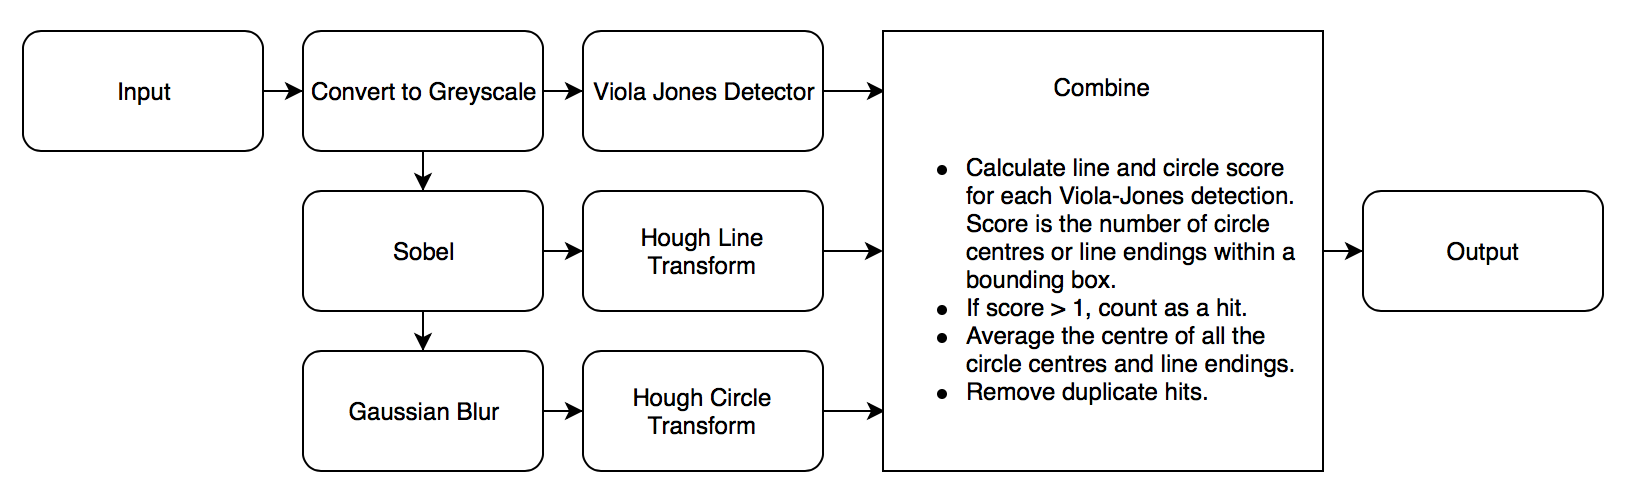 Input
Convert to Greyscale
Viola Jones Detector
Sobel
Hough Line
Transform
Gaussian Blur
Hough Circle
Transform
Combine
● Calculate line and circle score
for each Viola-Jones detection.
Score is the number of circle
centres or line endings within a
bounding box.
● If score > 1, count as a hit.
● Average the centre of all the
circle centres and line endings.
● Remove duplicate hits.
Output